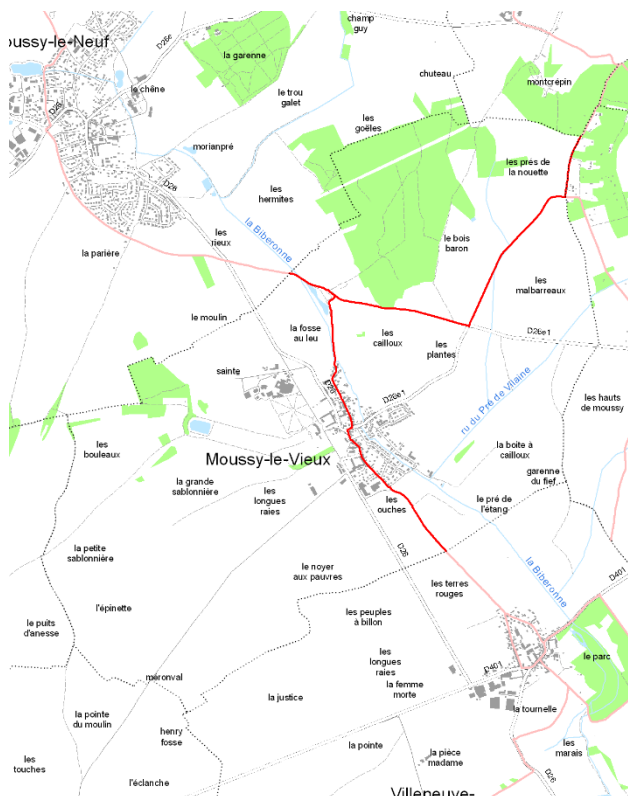 champ
guy
oussy-le-Neuf
D26e
la garenne
chuteau
montcrépin
le chêne
le trou
galet
D26
les
goëles
morianpré
les prés de
la nouette
D26
les
hermites
la Biberonne
les
rieux
le bois
baron
la parière
les
malbarreaux
le moulin
la fosse
au leu
les
cailloux
les
plantes
D26e1
sainte
D26
D26e1
ru du Pré de Vilaine
les hauts
de moussy
les
bouleaux
la boite à
cailloux
Moussy-le-Vieux
garenne
du fief
la grande
sablonnière
les
longues
raies
les
ouches
le pré de
l'étang
la petite
sablonnière
D26
le noyer
aux pauvres
la Biberonne
D401
les terres
rouges
l'épinette
les peuples
à billon
le puits
d'anesse
les
longues
raies
le parc
méronval
D401
la femme
morte
la justice
la pointe
du moulin
la tournelle
henry
fosse
la pointe
les
marais
la pièce
madame
les
touches
D26
l'éclanche
Villeneuve-